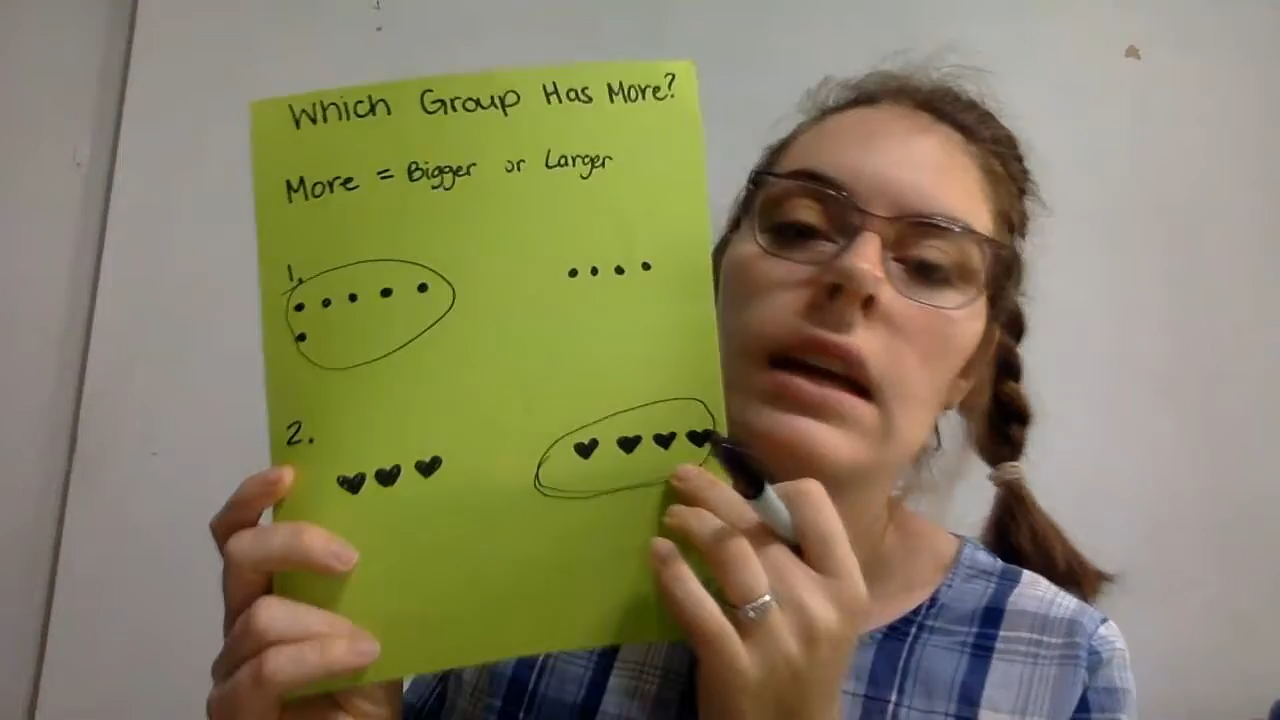 Which Group Has More?
More = Bigger or Larger
1.
2.